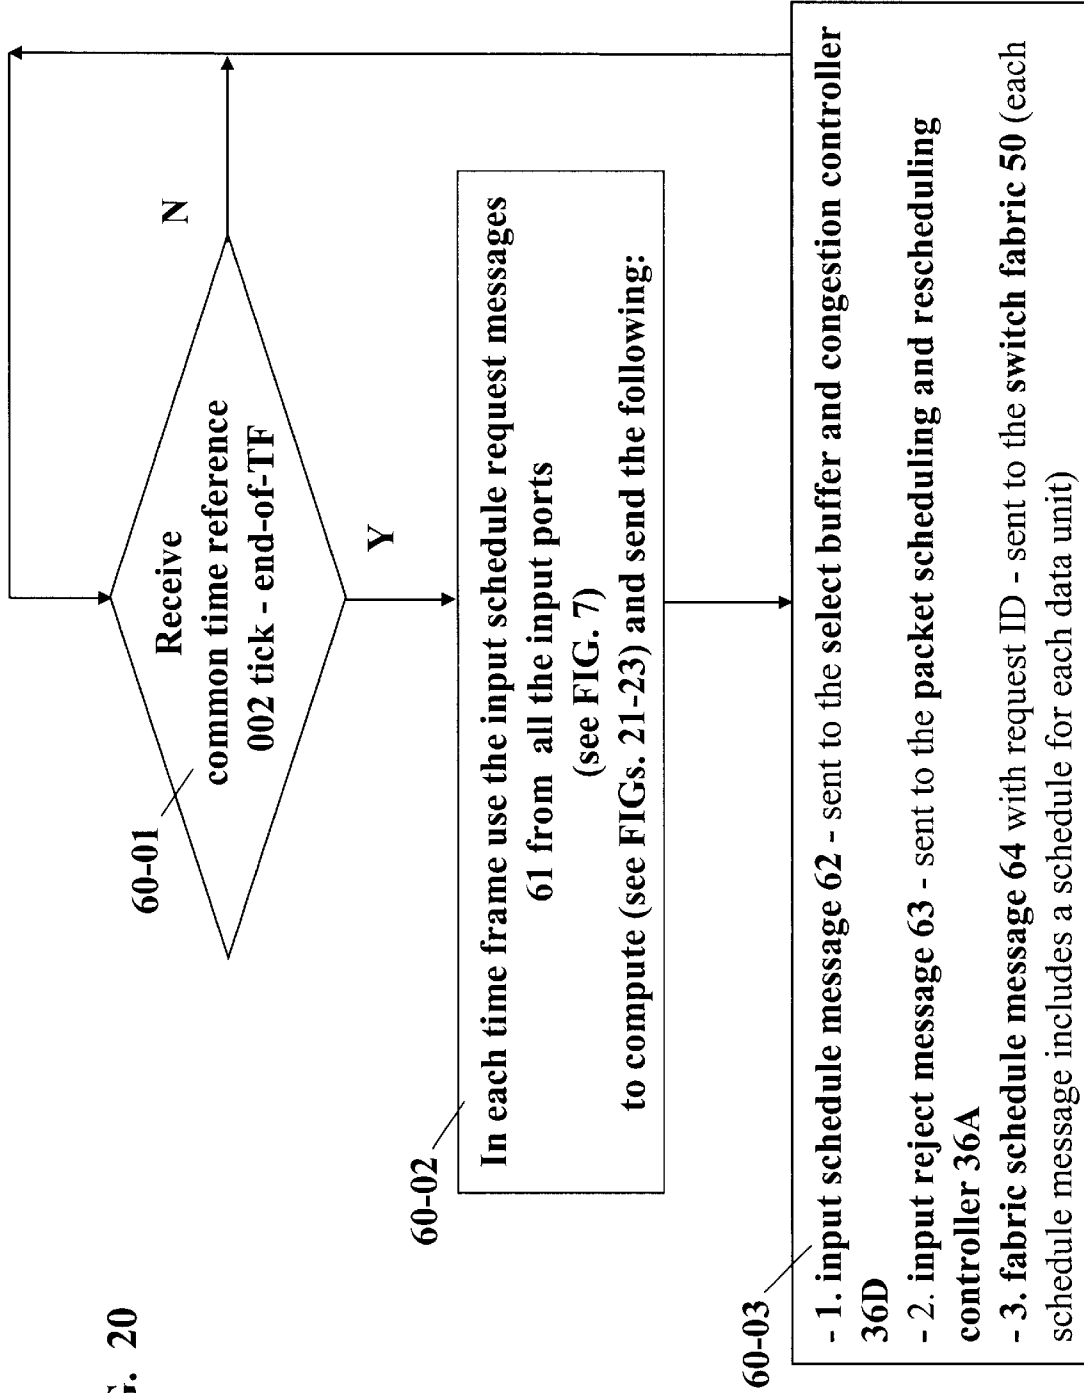 G. 20
60-01
Receive
common time reference
002 tick - end-of-TF
N
Y
60-02
In each time frame use the input schedule request messages
61 from all the input ports
(see FIG. 7)
to compute (see FIGs. 21-23) and send the following:
60-03
- 1. input schedule message 62 - sent to the select buffer and congestion controller
36D
- 2. input reject message 63 - sent to the packet scheduling and rescheduling
controller 36A
- 3. fabric schedule message 64 with request ID - sent to the switch fabric 50 (each
schedule message includes a schedule for each data unit)